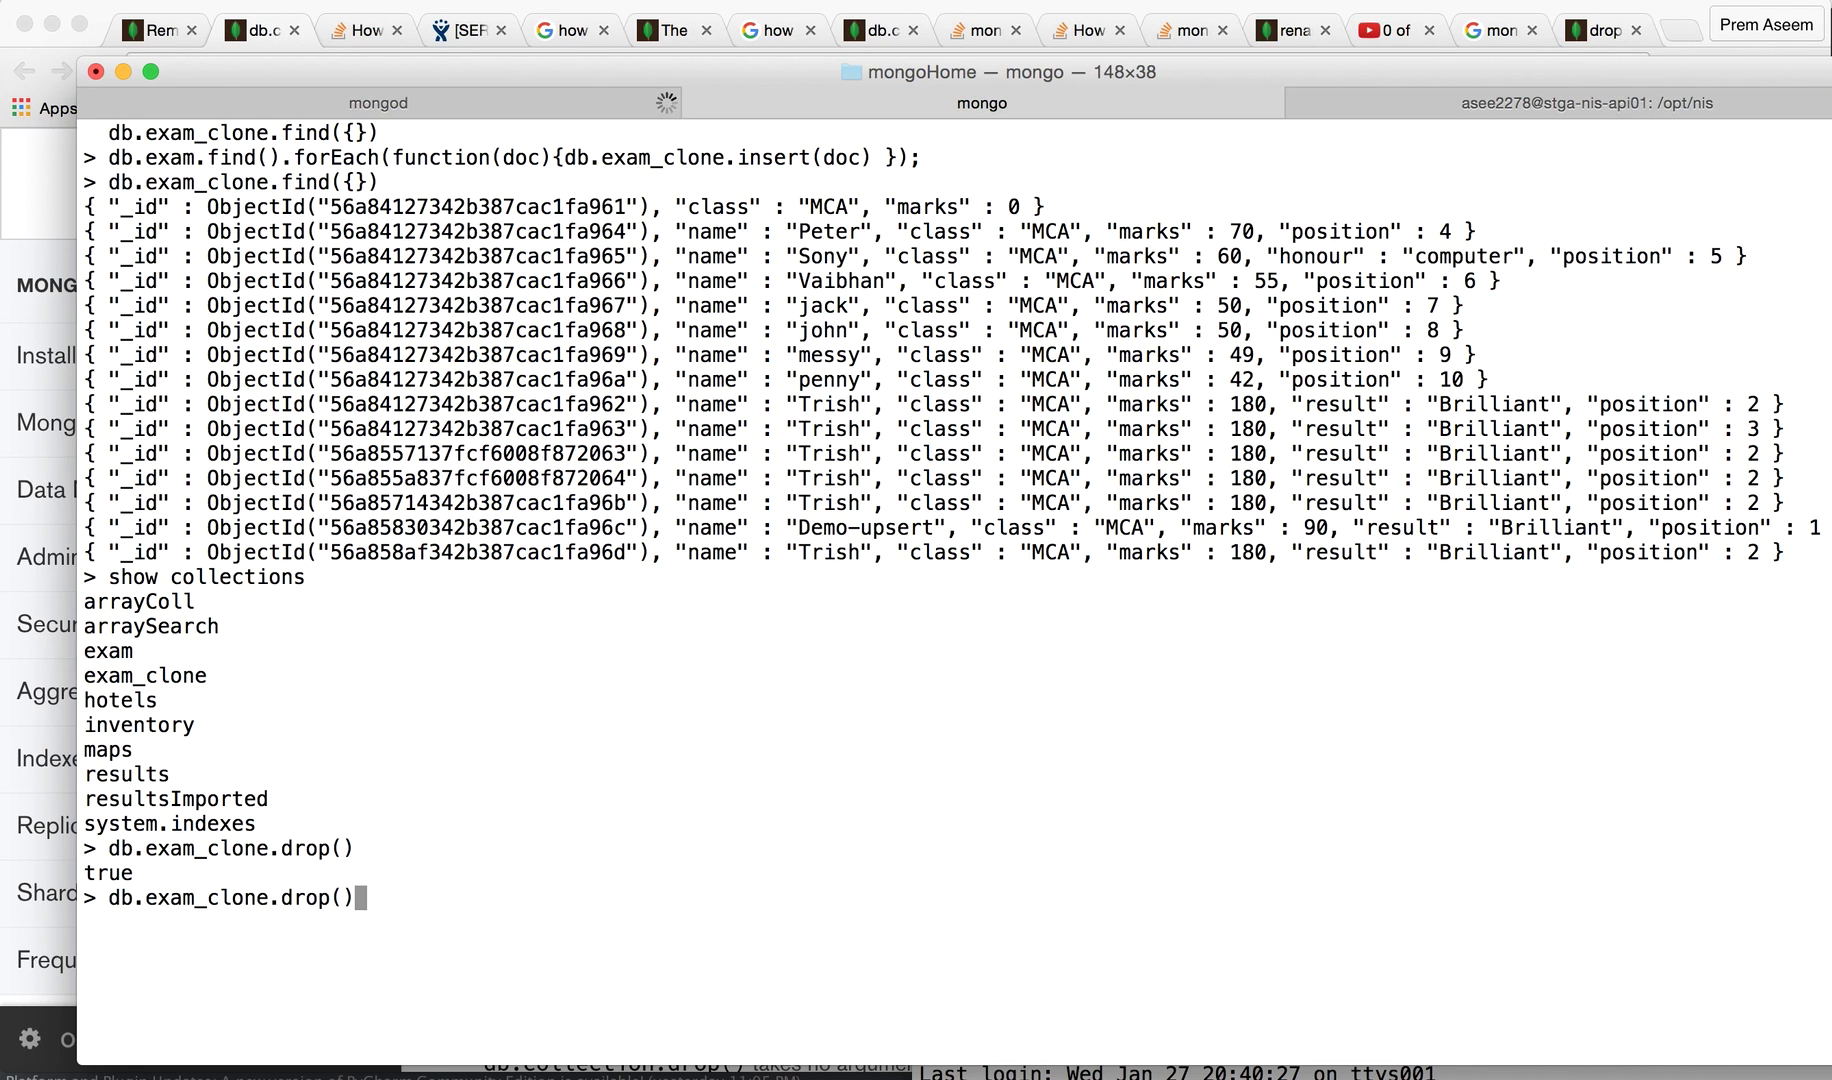 Rem
db.c
How
[SER
how
The
how
db.c
mon
How
mon
rena
0 of
mon
drop
Prem Aseem
mongoHome — mongo — 148×38
Apps
mongod
mongo
asee2278@stga-nis-api01: /opt/nis
db.exam_clone.find({})
> db.exam.find().forEach(function(doc){db.exam_clone.insert(doc) });
> db.exam_clone.find({})
{ "_id" : ObjectId("56a84127342b387cac1fa961"), "class" : "MCA", "marks" : 0 }
{ "_id" : ObjectId("56a84127342b387cac1fa964"), "name" : "Peter", "class" : "MCA", "marks" : 70, "position" : 4 }
{ "_id" : ObjectId("56a84127342b387cac1fa965"), "name" : "Sony", "class" : "MCA", "marks" : 60, "honour" : "computer", "position" : 5 }
{ "_id" : ObjectId("56a84127342b387cac1fa966"), "name" : "Vaibhan", "class" : "MCA", "marks" : 55, "position" : 6 }
{ "_id" : ObjectId("56a84127342b387cac1fa967"), "name" : "jack", "class" : "MCA", "marks" : 50, "position" : 7 }
{ "_id" : ObjectId("56a84127342b387cac1fa968"), "name" : "john", "class" : "MCA", "marks" : 50, "position" : 8 }
{ "_id" : ObjectId("56a84127342b387cac1fa969"), "name" : "messy", "class" : "MCA", "marks" : 49, "position" : 9 }
{ "_id" : ObjectId("56a84127342b387cac1fa96a"), "name" : "penny", "class" : "MCA", "marks" : 42, "position" : 10 }
{ "_id" : ObjectId("56a84127342b387cac1fa962"), "name" : "Trish", "class" : "MCA", "marks" : 180, "result" : "Brilliant", "position" : 2 }
{ "_id" : ObjectId("56a84127342b387cac1fa963"), "name" : "Trish", "class" : "MCA", "marks" : 180, "result" : "Brilliant", "position" : 3 }
{ "_id" : ObjectId("56a8557137fcf6008f872063"), "name" : "Trish", "class" : "MCA", "marks" : 180, "result" : "Brilliant", "position" : 2 }
{ "_id" : ObjectId("56a855a837fcf6008f872064"), "name" : "Trish", "class" : "MCA", "marks" : 180, "result" : "Brilliant", "position" : 2 }
{ "_id" : ObjectId("56a85714342b387cac1fa96b"), "name" : "Trish", "class" : "MCA", "marks" : 180, "result" : "Brilliant", "position" : 2 }
{ "_id" : ObjectId("56a85830342b387cac1fa96c"), "name" : "Demo-upsert", "class" : "MCA", "marks" : 90, "result" : "Brilliant", "position" : 1
{ "_id" : ObjectId("56a858af342b387cac1fa96d"), "name" : "Trish", "class" : "MCA", "marks" : 180, "result" : "Brilliant", "position" : 2 }
> show collections
arrayColl
arraySearch
exam
exam_clone
hotels
inventory
maps
results
resultsImported
system.indexes
> db.exam_clone.drop()
true
> db.exam_clone.drop()
MONG
Install
Mong
Data
Admin
Secur
Aggre
Indexe
Replic
Shard
Frequ
db.collection.drop() takes no argumen
Platform and Plugin Updates: A new version of PyCharm Community Edition is available! (yesterday 11:05 PM)
Last login: Wed Jan 27 20:40:27 on ttys001